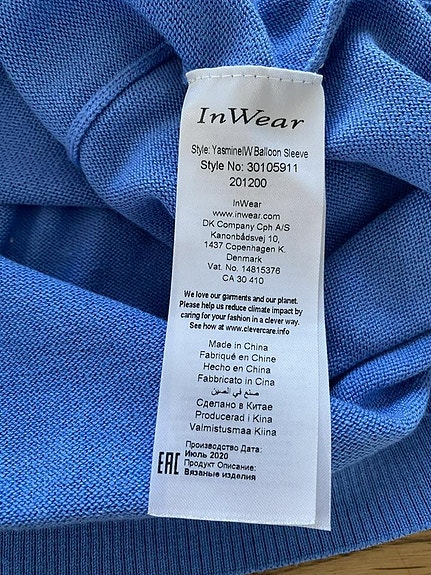 InWear
Style: YasmineIW Balloon Sleeve
Style No: 30105911
201200
InWear
www.inwear.com
DK Company Cph A/S
Kanonbådsvej 10,
1437 Copenhagen K.
Denmark
Vat. No. 14815376
CA 30 410
We love our garments and our planet.
Please help us reduce climate impact by
caring for your fashion in a clever way.
See how at www.clevercare.info
Made in China
Fabriqué en Chine
Hecho en China
Fabbricato in Cina
صنع في الصين
Сделано в Китае
Producerad i Kina
Valmistusmaa Kiina
Производство Дата:
Июль 2020
EAC Продукт Описание:
Вязаные изделия